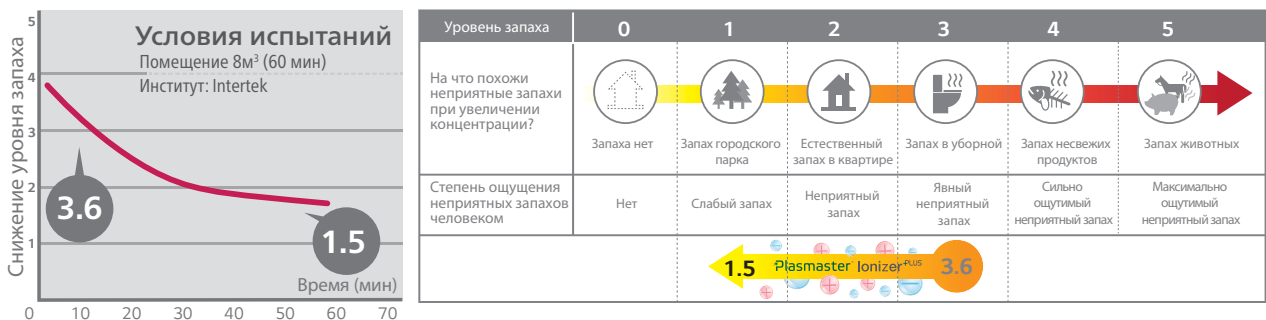 Снижение уровня запаха
5
4
3
2
1
Условия испытаний
Помещение 8м³ (60 мин)
Институт: Intertek
3.6
1.5
Время (мин)
0 10 20 30 40 50 60 70
Уровень запаха 0 1 2 3 4 5
На что похожи
неприятные запахи
при увеличении
концентрации?
Запаха нет
Запах городского
парка
Естественный
запах в квартире
Запах в уборной
Запах несвежих
продуктов
Запах животных
Степень ощущения
неприятных запахов
человеком
Нет
Слабый запах
Неприятный
запах
Явный
неприятный
запах
Сильно
ощутимый
неприятный запах
Максимально
ощутимый
неприятный запах
1.5 Plasmaster Ionizer PLUS 3.6